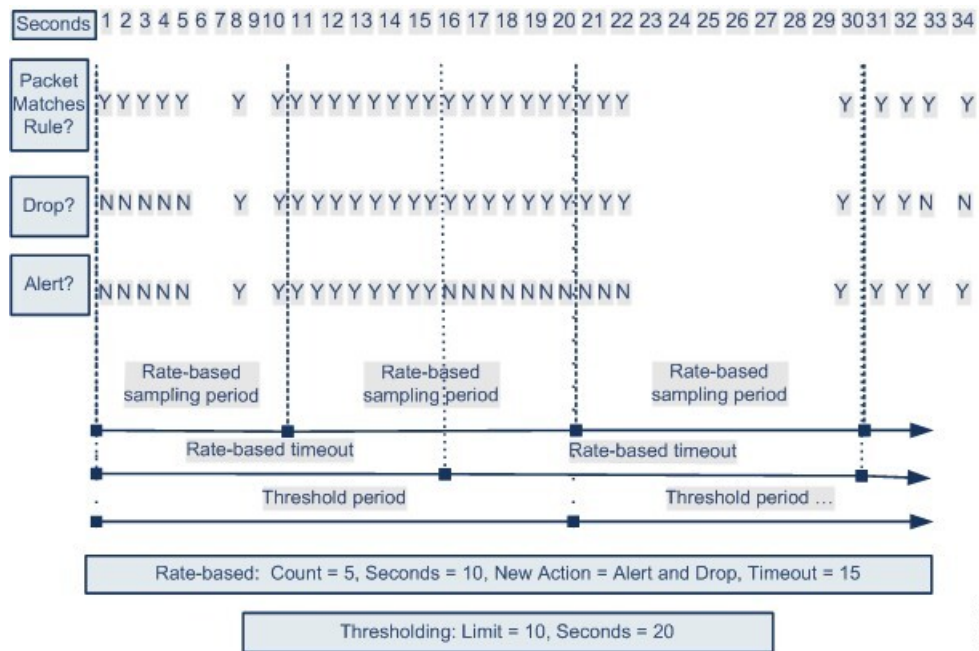 Seconds 1 2 3 4 5 6 7 8 9 10 11 12 13 14 15 16 17 18 19 20 21 22 23 24 25 26 27 28 29 30 31 32 33 34
Packet
Matches
Rule?
Y Y Y Y Y Y Y Y Y Y Y Y Y Y Y Y Y Y Y Y Y Y Y Y Y Y Y Y Y Y
Drop?
N N N N N Y Y Y Y Y Y Y Y Y Y Y Y Y Y Y Y Y Y Y Y Y Y Y N N
Alert?
N N N N N Y Y Y Y Y Y Y Y Y Y N N N N N N N N N N Y Y Y Y Y
Rate-based
sampling period
Rate-based
sampling period
Rate-based
sampling period
Rate-based timeout
Rate-based timeout
Threshold period
Threshold period ...
Rate-based: Count = 5, Seconds = 10, New Action = Alert and Drop, Timeout = 15
Thresholding: Limit = 10, Seconds = 20